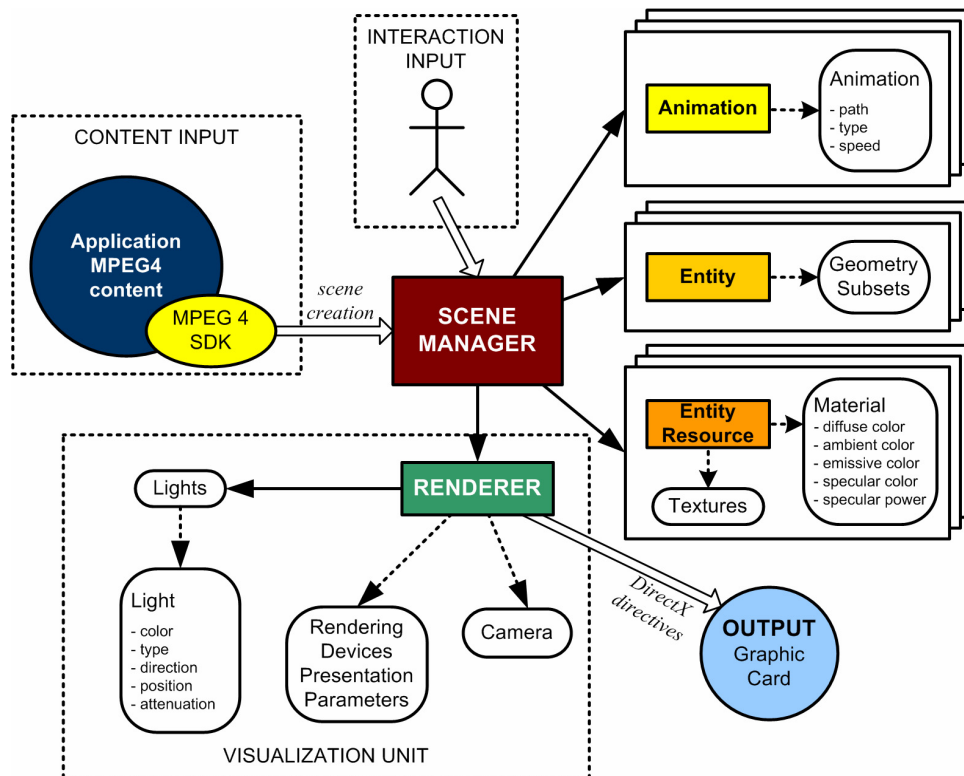 INTERACTION
INPUT
CONTENT INPUT
Application
MPEG4
content
MPEG 4
SDK
scene
creation
SCENE
MANAGER
Animation
Animation
- path
- type
- speed
Entity
Geometry
Subsets
Entity
Resource
Textures
Material
- diffuse color
- ambient color
- emissive color
- specular color
- specular power
RENDERER
Lights
Light
- color
- type
- direction
- position
- attenuation
Rendering
Devices
Presentation
Parameters
Camera
VISUALIZATION UNIT
DirectX
directives
OUTPUT
Graphic
Card